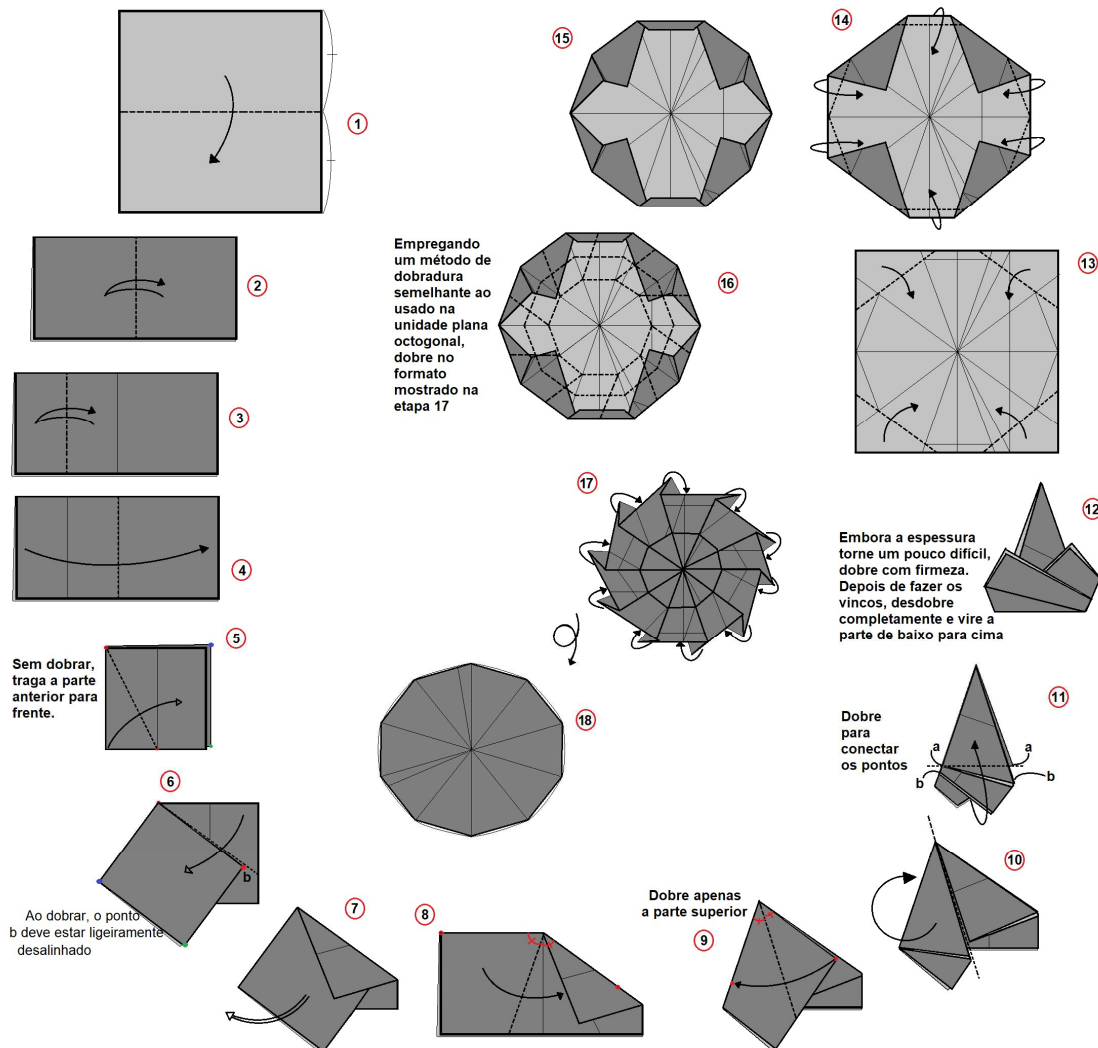 1
2
3
4
5
Sem dobrar,
traga a parte
anterior para
frente.
6
b
Ao dobrar, o ponto
b deve estar ligeiramente
desalinhado
7
8
Dobre apenas
a parte superior
9
10
11
Dobre
para
conectar
os pontos
a
a
b
b
12
Embora a espessura
torne um pouco difícil,
dobre com firmeza.
Depois de fazer os
vincos, desdobre
completamente e vire a
parte de baixo para cima
13
14
15
16
Empregando
um método de
dobradura
semelhante ao
usado na
unidade plana
octogonal,
dobre no
formato
mostrado na
etapa 17
17
18